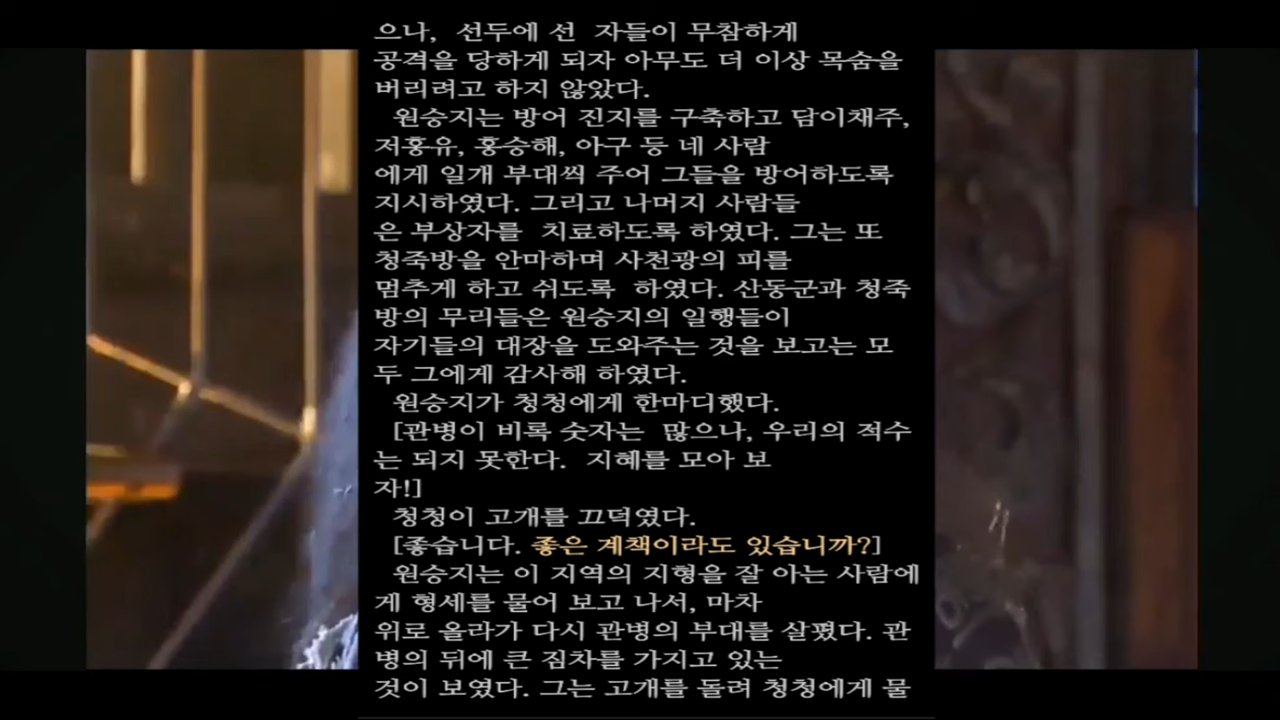 으나, 선두에 선 자들이 무참하게
공격을 당하게 되자 아무도 더 이상 목숨을
버리려고 하지 않았다.
원승지는 방어 진지를 구축하고 담이채주,
저홍유, 홍승해, 아구 등 네 사람
에게 일개 부대씩 주어 그들을 방어하도록
지시하였다. 그리고 나머지 사람들
은 부상자를 치료하도록 하였다. 그는 또
청죽방을 안마하며 사천광의 피를
멈추게 하고 쉬도록 하였다. 산동군과 청죽
방의 무리들은 원승지의 일행들이
자기들의 대장을 도와주는 것을 보고는 모
두 그에게 감사해 하였다.
원승지가 청청에게 한마디했다.
[관병이 비록 숫자는 많으나, 우리의 적수
는 되지 못한다. 지혜를 모아 보
자!]
청청이 고개를 끄덕였다.
[좋습니다. 좋은 계책이라도 있습니까?]
원승지는 이 지역의 지형을 잘 아는 사람에
게 형세를 물어 보고 나서, 마차
위로 올라가 다시 관병의 부대를 살폈다. 관
병의 뒤에 큰 짐차를 가지고 있는
것이 보였다. 그는 고개를 돌려 청청에게 물